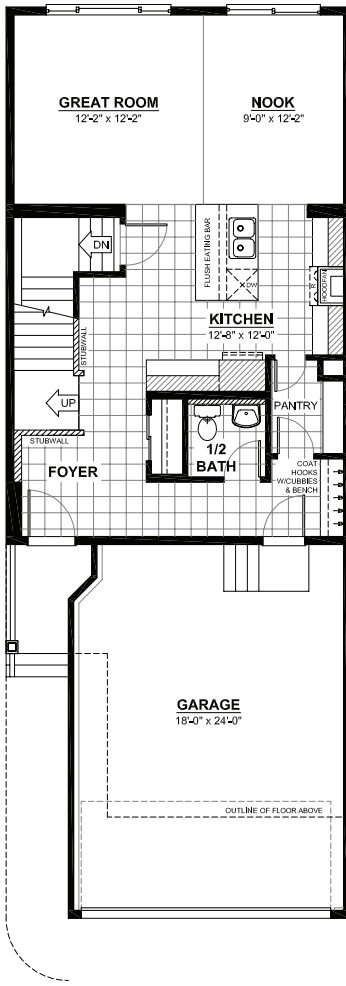 GREAT ROOM
12'-2" x 12'-2"
NOOK
9'-0" x 12'-2"
DN
FLUSH EATING BAR
DW
R
HOODFAN
KITCHEN
12'-8" x 12'-0"
STUBWALL
UP
PANTRY
STUBWALL
FOYER
1/2
BATH
COAT
HOOKS
W/CUBBIES
& BENCH
GARAGE
18'-0" x 24'-0"
OUTLINE OF FLOOR ABOVE